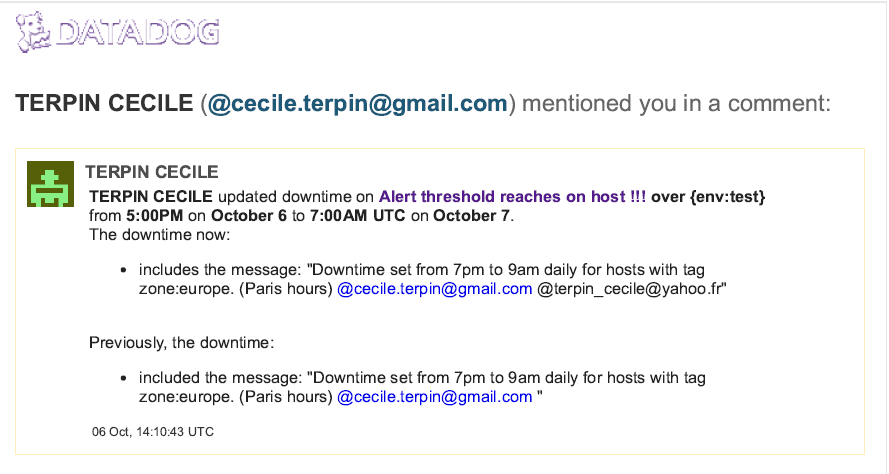 DATADOG
TERPIN CECILE (@cecile.terpin@gmail.com) mentioned you in a comment:
TERPIN CECILE
TERPIN CECILE updated downtime on Alert threshold reaches on host !!! over {env:test}
from 5:00PM on October 6 to 7:00AM UTC on October 7.
The downtime now:
• includes the message: "Downtime set from 7pm to 9am daily for hosts with tag
zone:europe. (Paris hours) @cecile.terpin@gmail.com @terpin_cecile@yahoo.fr"
Previously, the downtime:
• included the message: "Downtime set from 7pm to 9am daily for hosts with tag
zone:europe. (Paris hours) @cecile.terpin@gmail.com "
06 Oct, 14:10:43 UTC